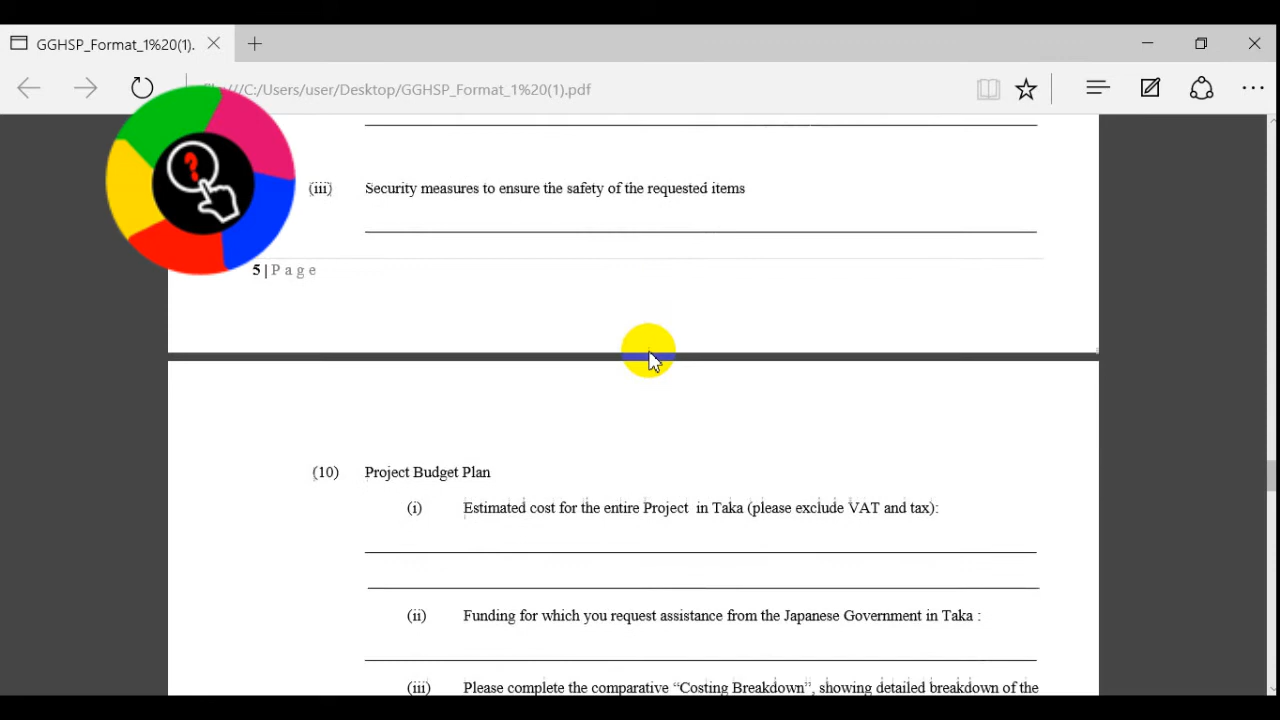 GGHSP_Format_1%20(1).
/C:/Users/user/Desktop/GGHSP_Format_1%20(1).pdf
?
(iii) Security measures to ensure the safety of the requested items
5 | P a g e
(10) Project Budget Plan
(i) Estimated cost for the entire Project in Taka (please exclude VAT and tax):
(ii) Funding for which you request assistance from the Japanese Government in Taka :
(iii) Please complete the comparative “Costing Breakdown”, showing detailed breakdown of the